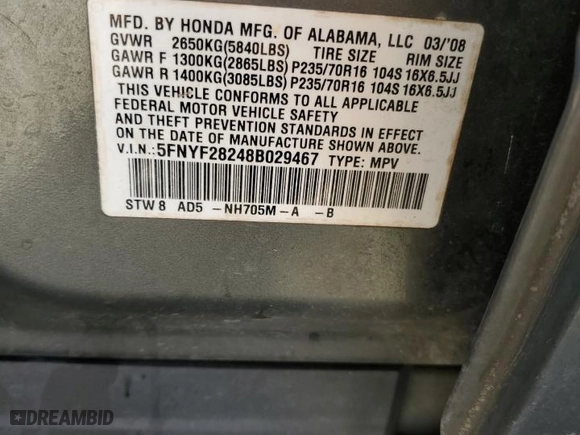 MFD. BY HONDA MFG. OF ALABAMA, LLC 03/'08
GVWR 2650KG(5840LBS) TIRE SIZE RIM SIZE
GAWR F 1300KG(2865LBS) P235/70R16 104S 16X6.5JJ
GAWR R 1400KG(3085LBS) P235/70R16 104S 16X6.5JJ
THIS VEHICLE CONFORMS TO ALL APPLICABLE
FEDERAL MOTOR VEHICLE SAFETY
AND THEFT PREVENTION STANDARDS IN EFFECT
ON THE DATE OF MANUFACTURE SHOWN ABOVE.
V.I.N.: 5FNYF28248B029467 TYPE: MPV
STW 8 AD5 -NH705M-A -B
DREAMBID